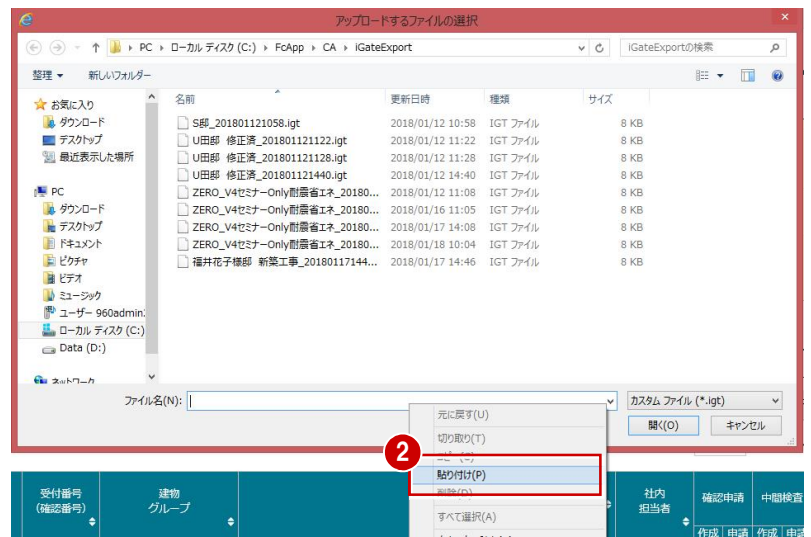 アップロードするファイルの選択
PC ▸ ローカル ディスク (C:) ▸ FcApp ▸ CA ▸ iGateExport
iGateExportの検索
整理 ▼ 新しいフォルダー
お気に入り
ダウンロード
デスクトップ
最近表示した場所
PC
ダウンロード
デスクトップ
ドキュメント
ピクチャ
ビデオ
ミュージック
ユーザー 960admin:
ローカル ディスク (C:)
Data (D:)
ネットワーク
名前 更新日時 種類 サイズ
S邸_201801121058.igt 2018/01/12 10:58 IGT ファイル 8 KB
U田邸 修正済_201801121122.igt 2018/01/12 11:22 IGT ファイル 8 KB
U田邸 修正済_201801121128.igt 2018/01/12 11:28 IGT ファイル 8 KB
U田邸 修正済_201801121440.igt 2018/01/12 14:40 IGT ファイル 8 KB
ZERO_V4セミナーOnly耐震省エネ_20180... 2018/01/12 11:08 IGT ファイル 8 KB
ZERO_V4セミナーOnly耐震省エネ_20180... 2018/01/16 11:05 IGT ファイル 8 KB
ZERO_V4セミナーOnly耐震省エネ_20180... 2018/01/17 14:08 IGT ファイル 8 KB
ZERO_V4セミナーOnly耐震省エネ_20180... 2018/01/18 10:04 IGT ファイル 8 KB
福井花子様邸 新築工事_20180117144... 2018/01/17 14:46 IGT ファイル 8 KB
ファイル名(N):
カスタム ファイル (*.igt)
開く(O) キャンセル
元に戻す(U)
切り取り(T)
コピー(C)
2
貼り付け(P)
削除(D)
すべて選択(A)
受付番号
(確認番号)
建物
グループ
社内
担当者
確認申請 中間検査
作成 申請 作成 申請